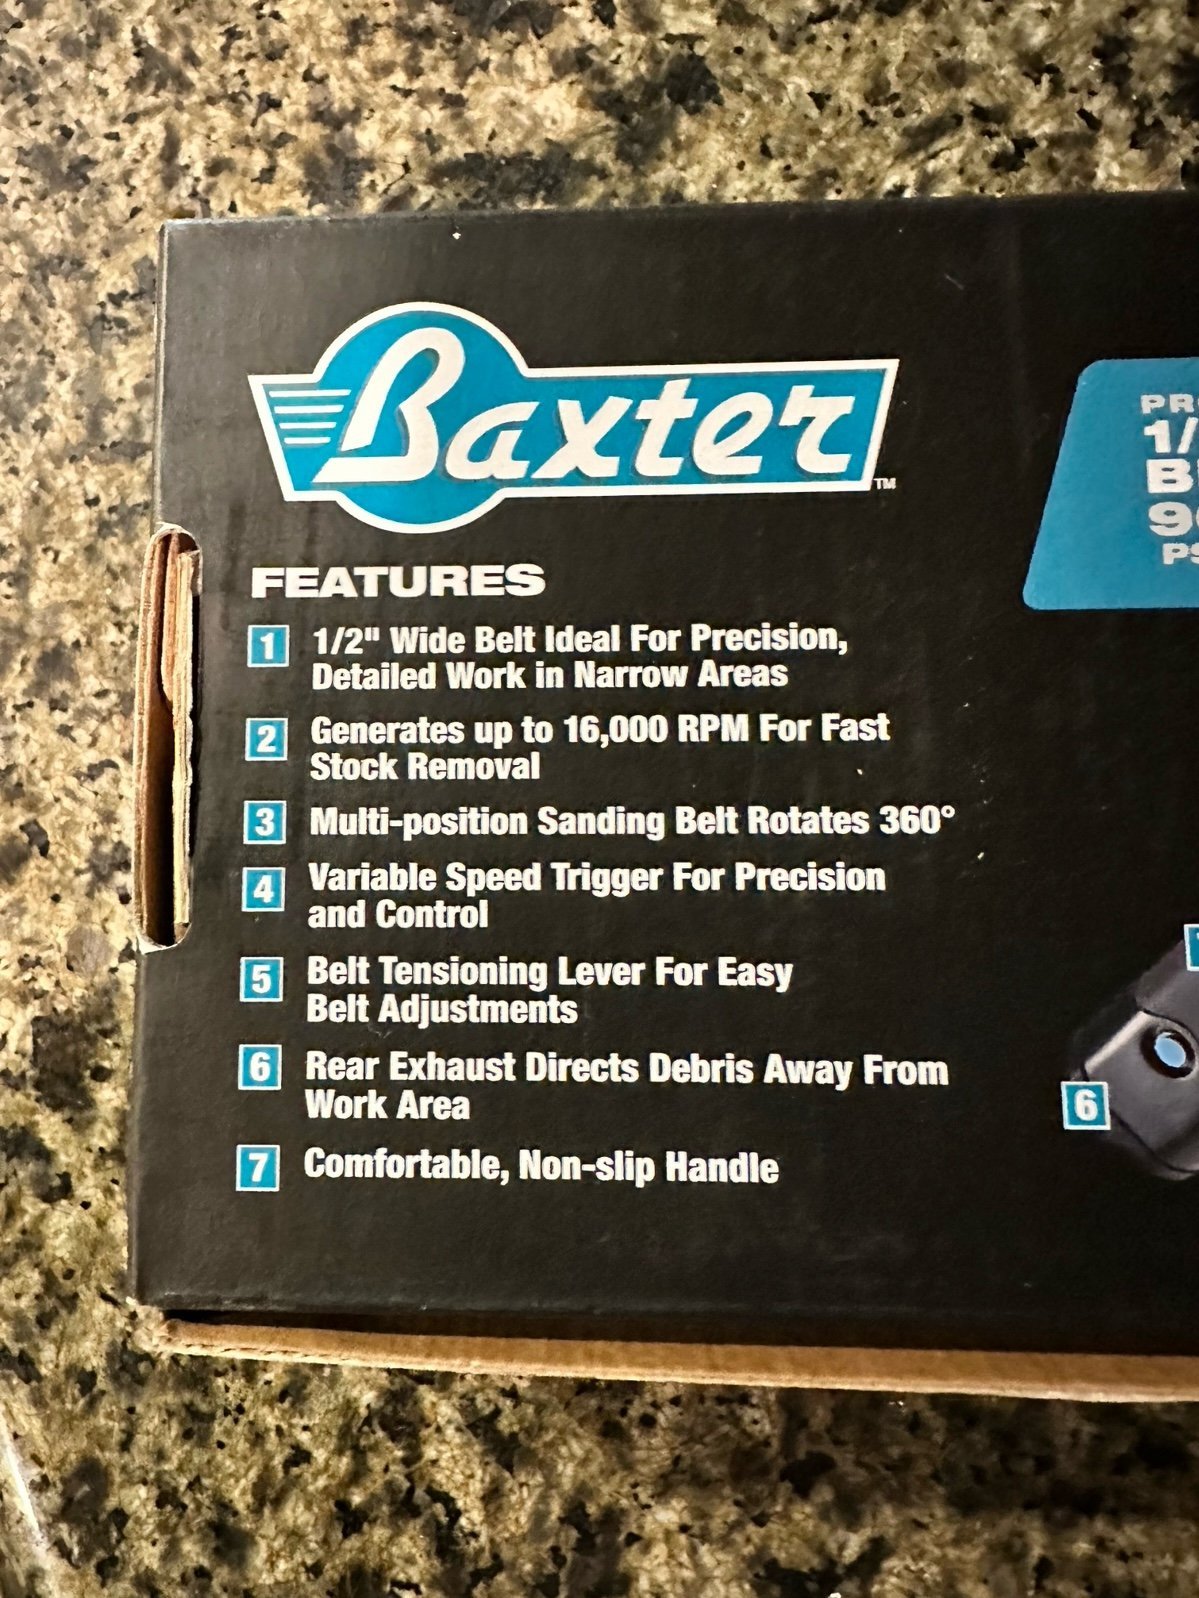 Baxter
TM
FEATURES
1 1/2" Wide Belt Ideal For Precision,
Detailed Work in Narrow Areas
2 Generates up to 16,000 RPM For Fast
Stock Removal
3 Multi-position Sanding Belt Rotates 360°
4 Variable Speed Trigger For Precision
and Control
5 Belt Tensioning Lever For Easy
Belt Adjustments
6 Rear Exhaust Directs Debris Away From
Work Area
7 Comfortable, Non-slip Handle
6